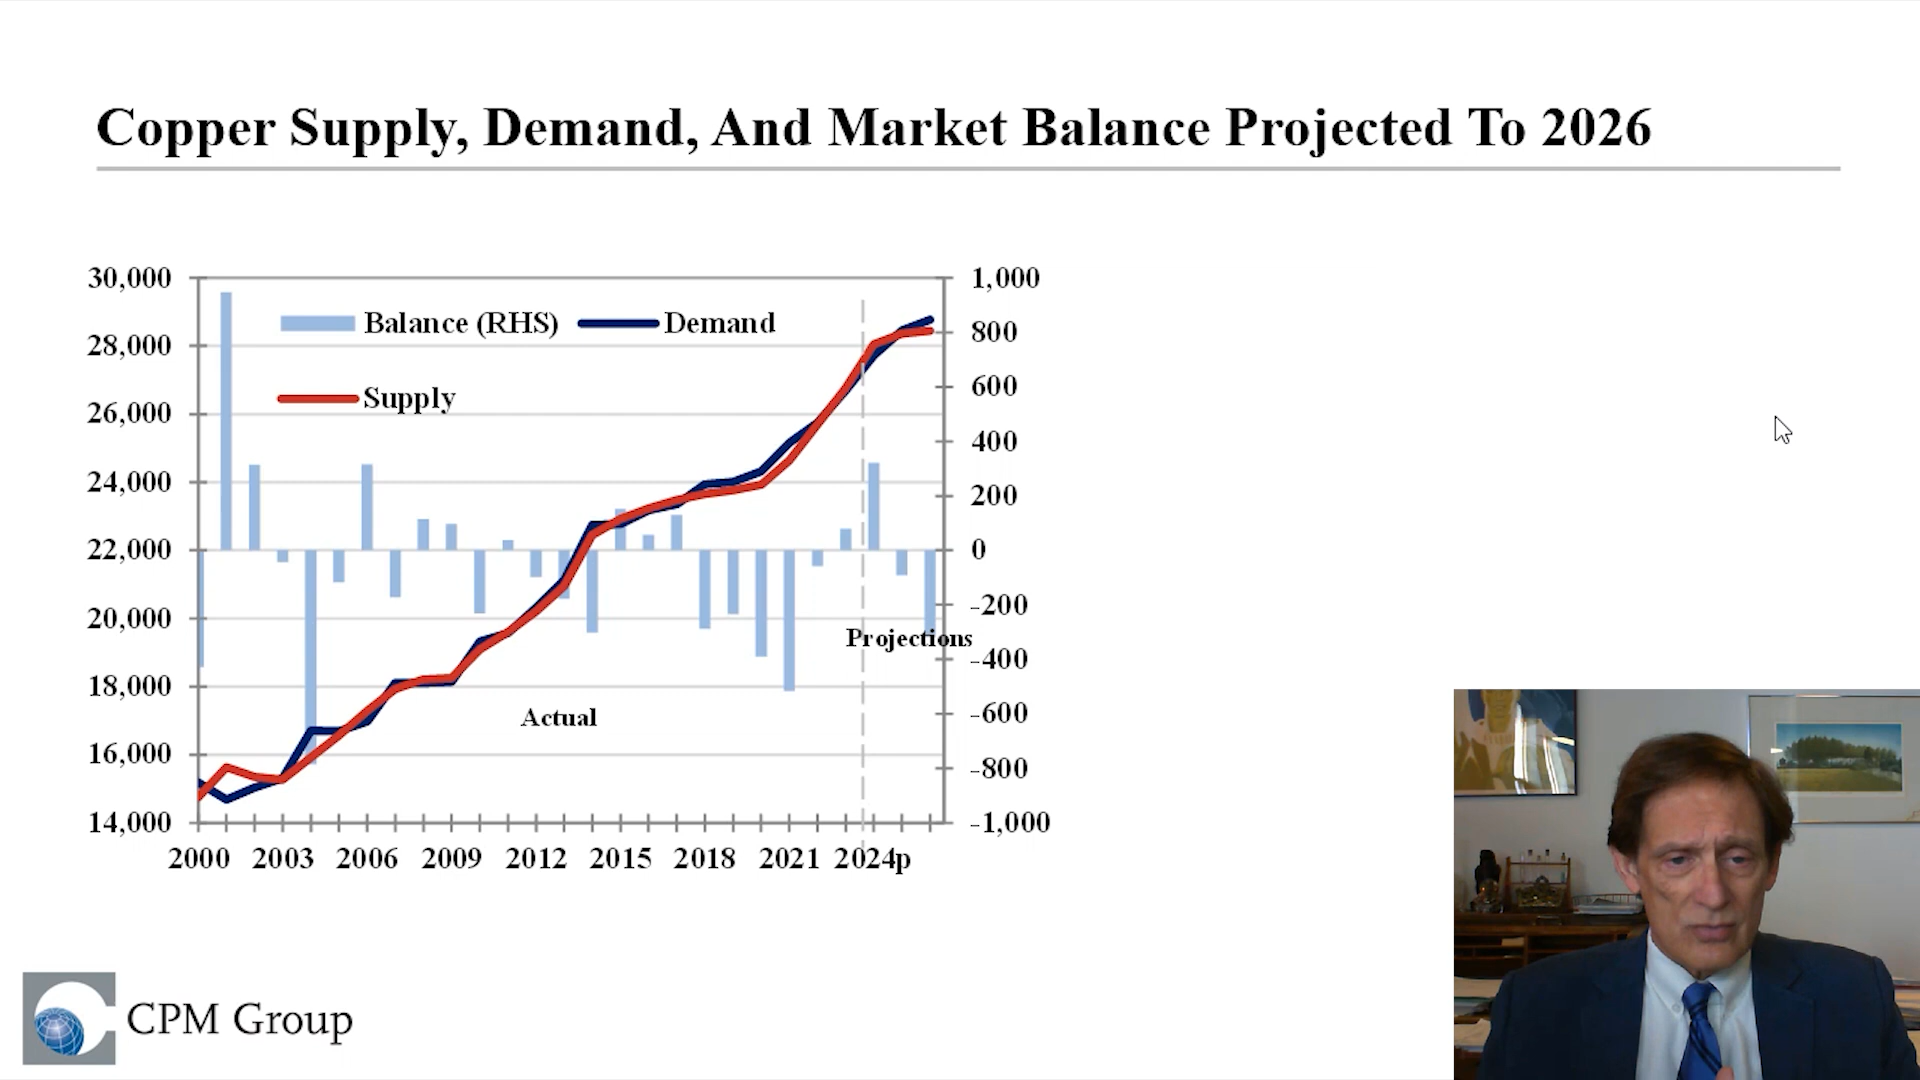 Copper Supply, Demand, And Market Balance Projected To 2026
30,000
28,000
26,000
24,000
22,000
20,000
18,000
16,000
14,000
Balance (RHS)
Demand
Supply
Actual
Projections
1,000
800
600
400
200
0
-200
-400
-600
-800
-1,000
2000 2003 2006 2009 2012 2015 2018 2021 2024p
CPM Group